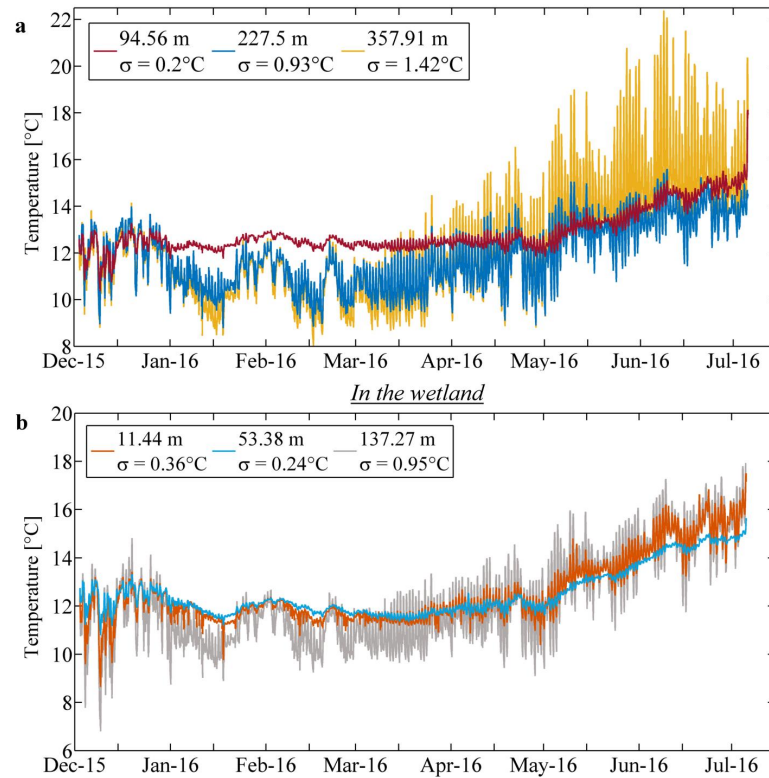 a
94.56 m 227.5 m 357.91 m
σ = 0.2°C σ = 0.93°C σ = 1.42°C
Temperature [°C]
22
20
18
16
14
12
10
8
Dec-15 Jan-16 Feb-16 Mar-16 Apr-16 May-16 Jun-16 Jul-16
In the wetland
b
11.44 m 53.38 m 137.27 m
σ = 0.36°C σ = 0.24°C σ = 0.95°C
Temperature [°C]
20
18
16
14
12
10
8
6
Dec-15 Jan-16 Feb-16 Mar-16 Apr-16 May-16 Jun-16 Jul-16